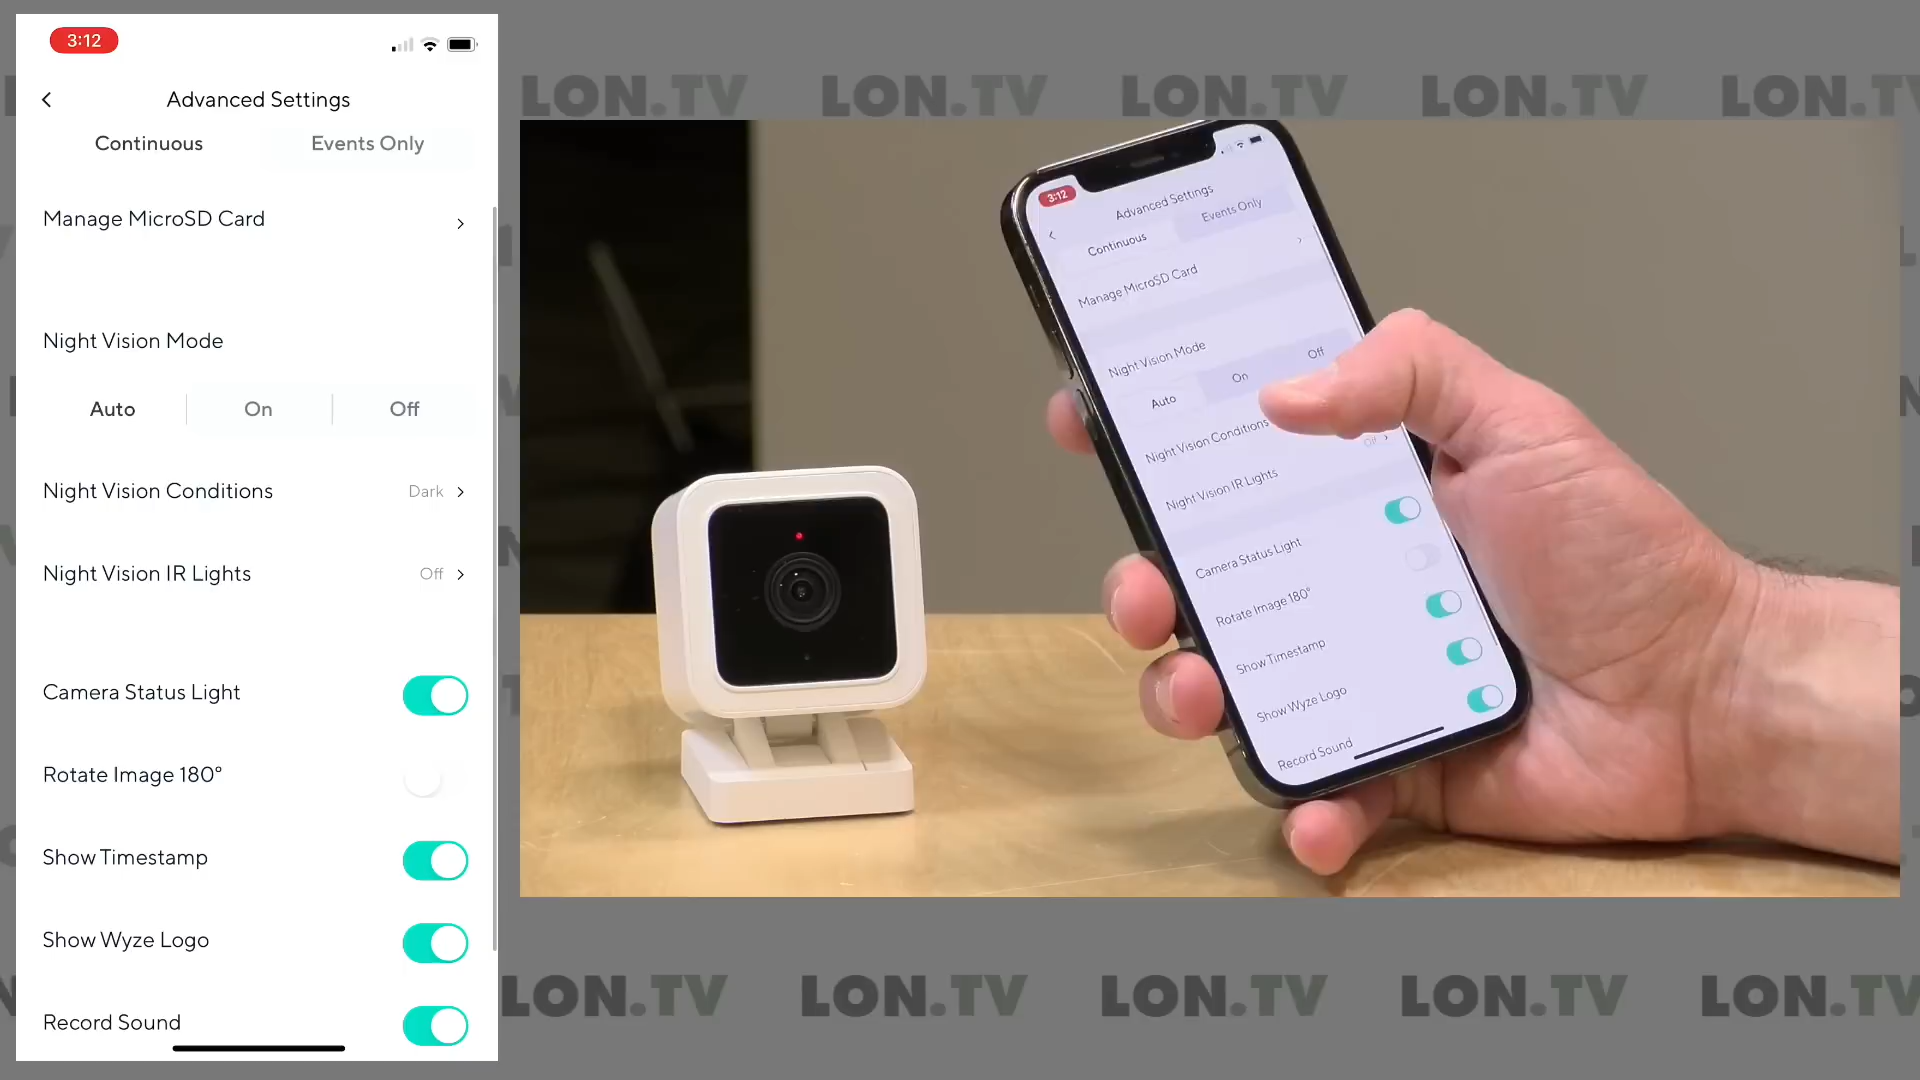 3:12
Advanced Settings
Continuous Events Only
Manage MicroSD Card
Night Vision Mode
Auto On Off
Night Vision Conditions Dark
Night Vision IR Lights Off
Camera Status Light
Rotate Image 180°
Show Timestamp
Show Wyze Logo
Record Sound
LON.TV LON.TV LON.TV LON.TV LON.TV
3:12
Advanced Settings
Continuous Events Only
Manage MicroSD Card
Night Vision Mode
Auto On Off
Night Vision Conditions
Night Vision IR Lights Off
Camera Status Light
Rotate Image 180°
Show Timestamp
Show Wyze Logo
Record Sound
LON.TV LON.TV LON.TV LON.TV LON.TV